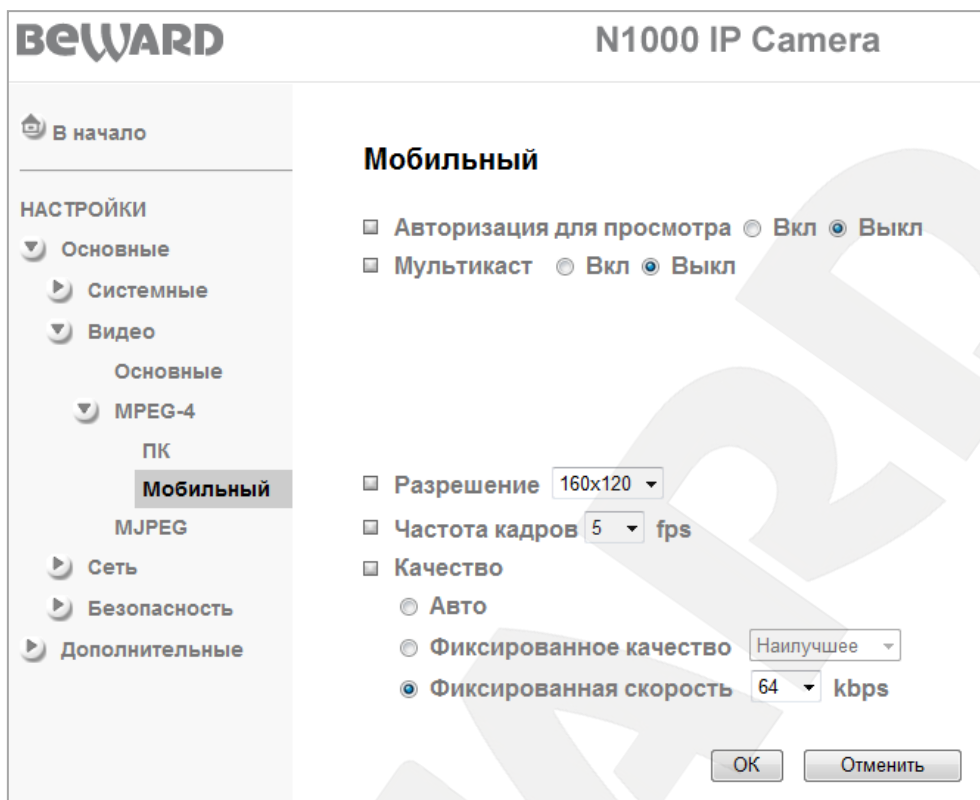 BEWARD
N1000 IP Camera
В начало
НАСТРОЙКИ
Основные
Системные
Видео
Основные
MPEG-4
ПК
Мобильный
MJPEG
Сеть
Безопасность
Дополнительные
Мобильный
Авторизация для просмотра Вкл Выкл
Мультикаст Вкл Выкл
Разрешение 160x120
Частота кадров 5 fps
Качество
Авто
Фиксированное качество Наилучшее
Фиксированная скорость 64 kbps
ОК Отменить